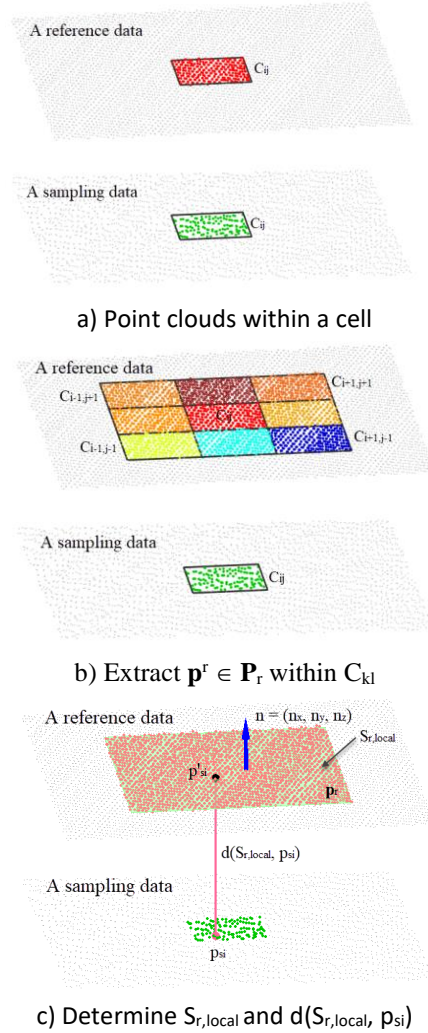 A reference data
Cij
A sampling data
Cij
a) Point clouds within a cell
A reference data
Ci-1,j+1
Ci+1,j+1
Cij
Ci-1,j-1
Ci+1,j-1
A sampling data
Cij
b) Extract pʳ ∈ Pᵣ within Ckl
A reference data
n = (nx, ny, nz)
Sr,local
p'si
pr
d(Sr,local, psi)
A sampling data
psi
c) Determine Sr,local and d(Sr,local, psi)